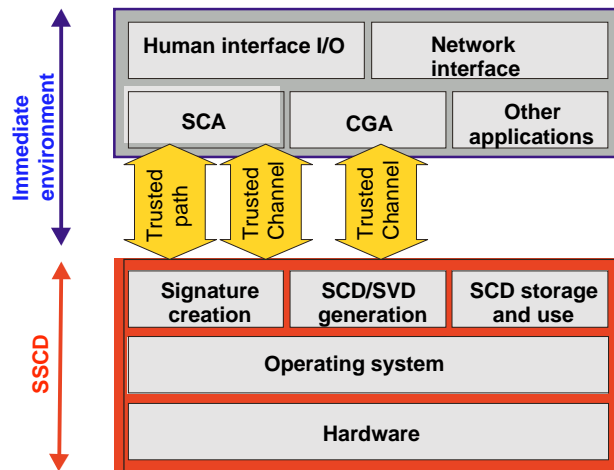 Immediate
environment
Human interface I/O
Network
interface
SCA
CGA
Other
applications
Trusted
path
Trusted
Channel
Trusted
Channel
SSCD
Signature
creation
SCD/SVD
generation
SCD storage
and use
Operating system
Hardware